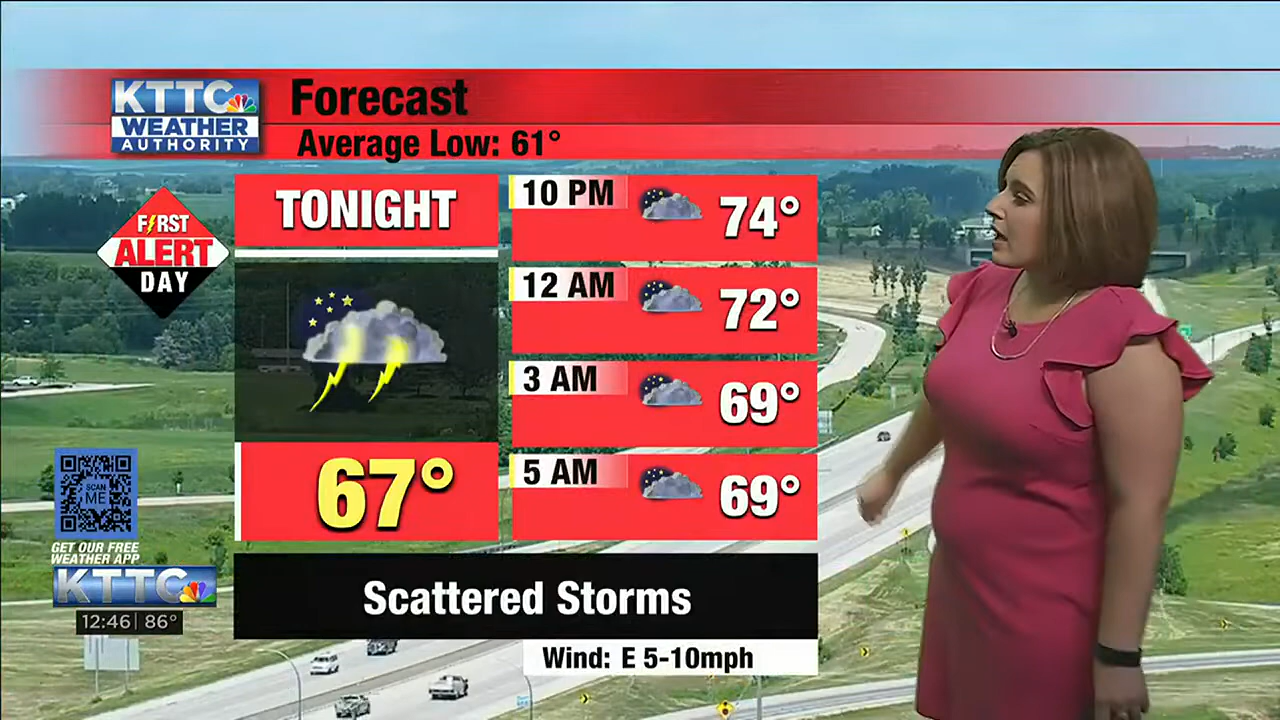 KTTC
WEATHER
AUTHORITY
Forecast
Average Low: 61°
FIRST
ALERT
DAY
TONIGHT
67°
10 PM 74°
12 AM 72°
3 AM 69°
5 AM 69°
Scattered Storms
Wind: E 5-10mph
SCAN
ME
GET OUR FREE
WEATHER APP
KTTC
12:46 | 86°